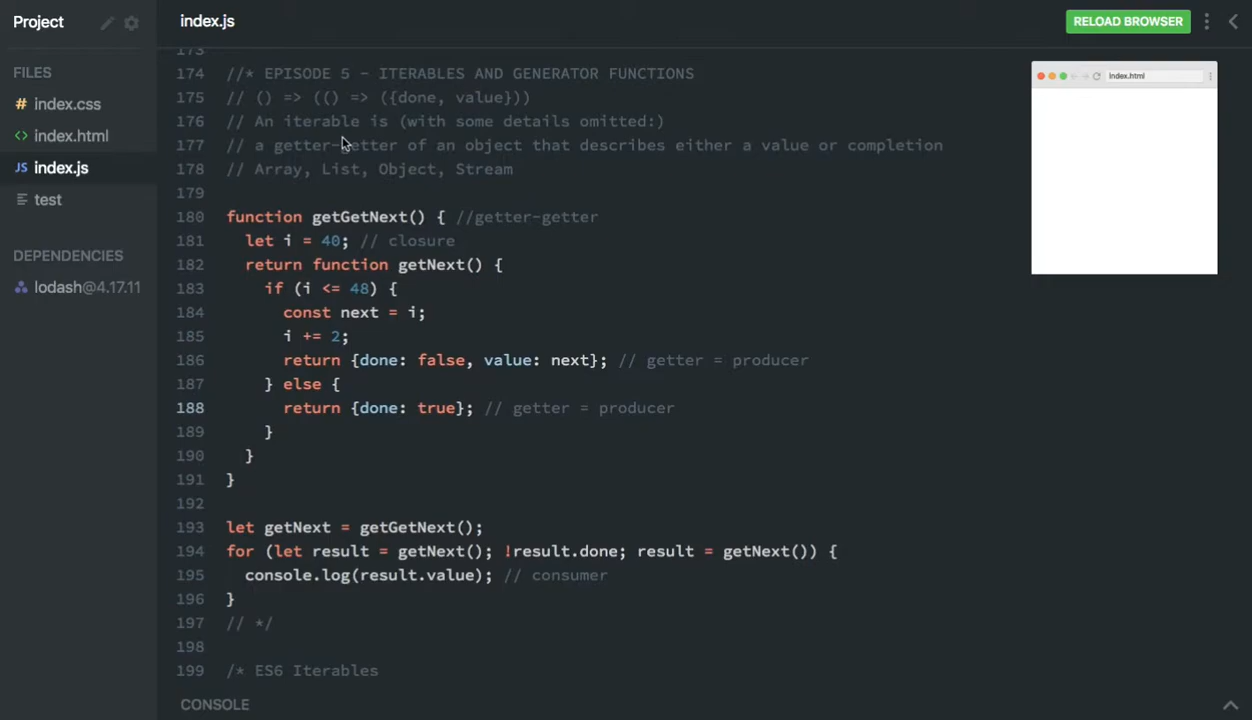 Project
index.js
RELOAD BROWSER
FILES
# index.css
<> index.html
JS index.js
test
DEPENDENCIES
lodash@4.17.11
173
174 //* EPISODE 5 - ITERABLES AND GENERATOR FUNCTIONS
175 // () => (() => ({done, value}))
176 // An iterable is (with some details omitted:)
177 // a getter-getter of an object that describes either a value or completion
178 // Array, List, Object, Stream
179
180 function getGetNext() { //getter-getter
181 let i = 40; // closure
182 return function getNext() {
183 if (i <= 48) {
184 const next = i;
185 i += 2;
186 return {done: false, value: next}; // getter = producer
187 } else {
188 return {done: true}; // getter = producer
189 }
190 }
191 }
192
193 let getNext = getGetNext();
194 for (let result = getNext(); !result.done; result = getNext()) {
195 console.log(result.value); // consumer
196 }
197 // */
198
199 /* ES6 Iterables
CONSOLE
index.html